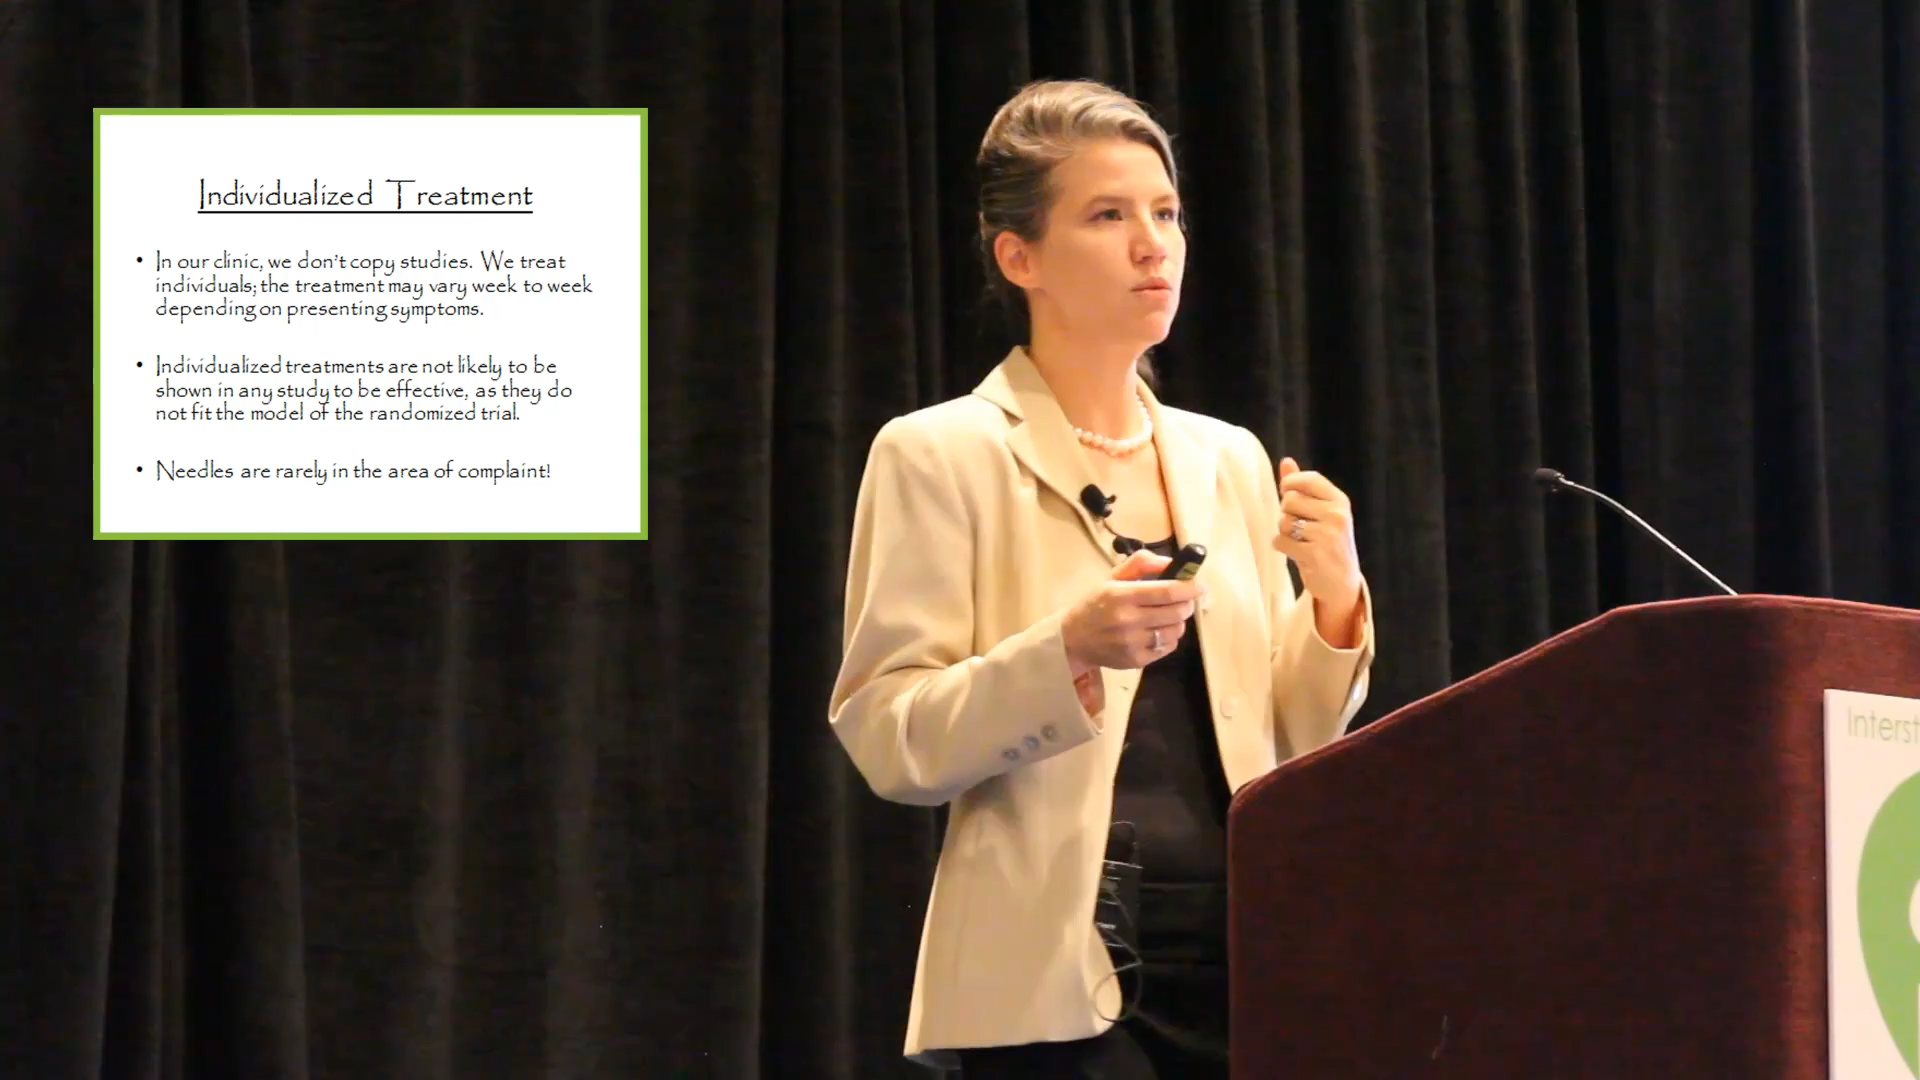 Individualized Treatment
• In our clinic, we don't copy studies. We treat
individuals; the treatment may vary week to week
depending on presenting symptoms.
• Individualized treatments are not likely to be
shown in any study to be effective, as they do
not fit the model of the randomized trial.
• Needles are rarely in the area of complaint!
Interst